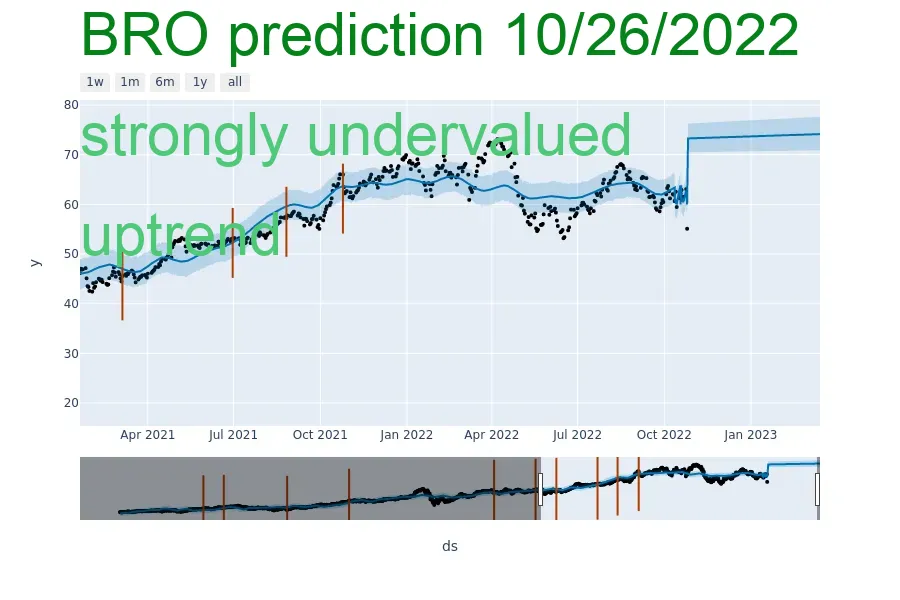 BRO prediction 10/26/2022
1w 1m 6m 1y all
80
strongly undervalued
70
60
uptrend
50
y
40
30
20
Apr 2021 Jul 2021 Oct 2021 Jan 2022 Apr 2022 Jul 2022 Oct 2022 Jan 2023
ds